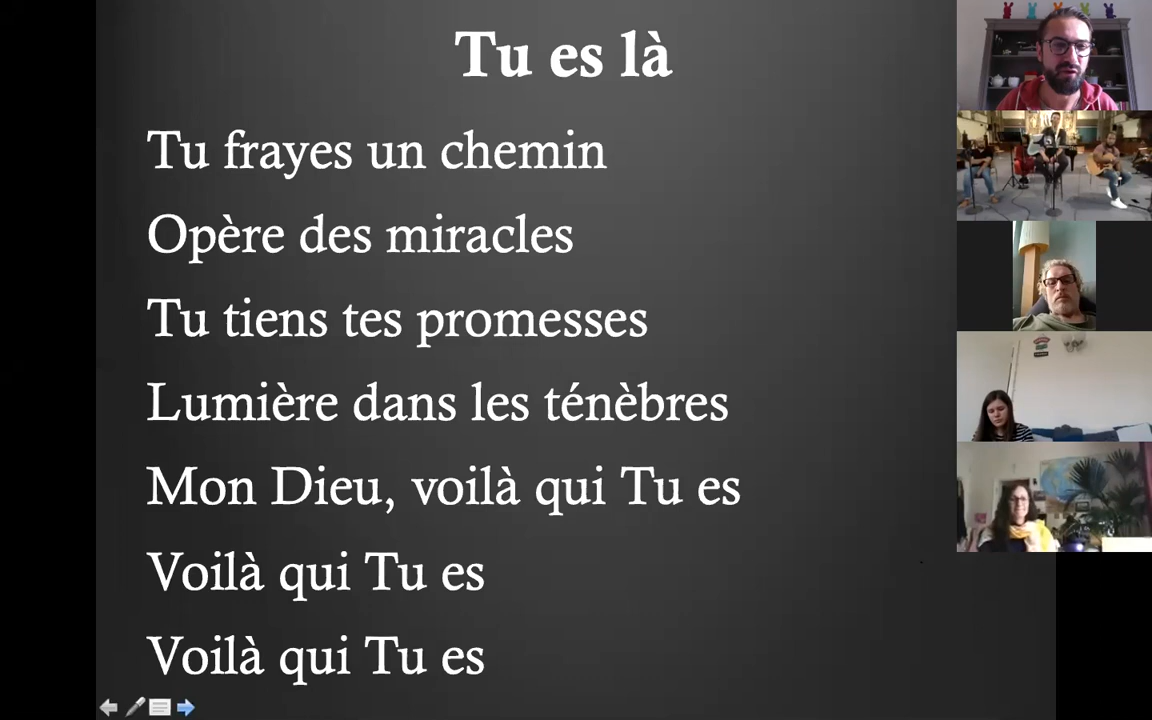 Tu es là
Tu frayes un chemin
Opère des miracles
Tu tiens tes promesses
Lumière dans les ténèbres
Mon Dieu, voilà qui Tu es
Voilà qui Tu es
Voilà qui Tu es